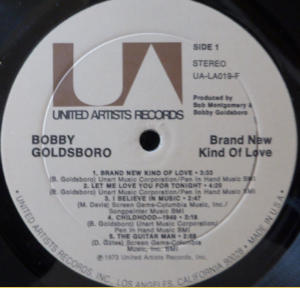 UA
SIDE 1
STEREO
UA-LA019-F
Produced by
Bob Montgomery &
Bobby Goldsboro
UNITED ARTISTS RECORDS
BOBBY
GOLDSBORO
Brand New
Kind Of Love
1. BRAND NEW KIND OF LOVE • 3:03
(B. Goldsboro) Unart Music Corporation/Pen In Hand Music BMI
2. LET ME LOVE YOU FOR TONIGHT • 4:20
(B. Goldsboro) Unart Music Corporation/Pen In Hand Music BMI
3. I BELIEVE IN MUSIC • 2:47
(M. Davis) Screen Gems-Columbia Music, Inc./
Songpainter Music BMI
4. CHILDHOOD—1949 •
(B. Goldsboro) Unart Music Corporation/
Pen In Hand Music BMI
5. THE GUITAR MAN •
(D. Gates) Screen Gems-Columbia
Music, Inc. BMI
© 1973 United Artists Records, Inc.
• UNITED ARTISTS RECORDS, INC., LOS ANGELES, CALIFORNIA 90028 • MADE IN U.S.A.